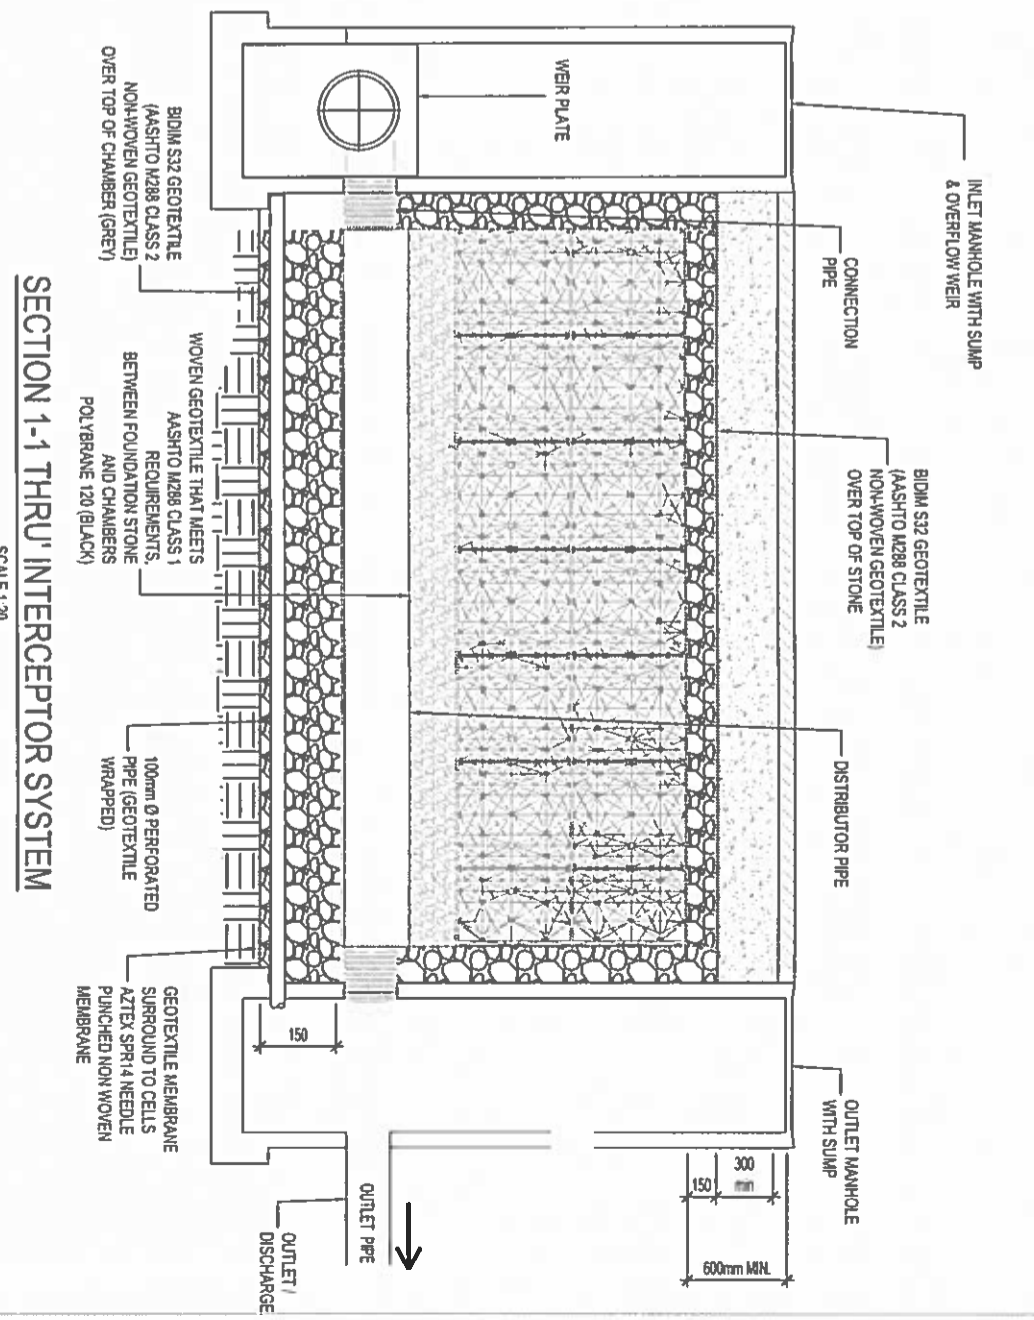 INLET MANHOLE WITH SUMP
& OVERFLOW WEIR
WEIR PLATE
CONNECTION
PIPE
BIDIM S32 GEOTEXTILE
(AASHTO M288 CLASS 2
NON-WOVEN GEOTEXTILE)
OVER TOP OF STONE
DISTRIBUTOR PIPE
OUTLET MANHOLE
WITH SUMP
300
min
150
600mm MIN.
BIDIM S32 GEOTEXTILE
(AASHTO M288 CLASS 2
NON-WOVEN GEOTEXTILE)
OVER TOP OF CHAMBER (GREY)
WOVEN GEOTEXTILE THAT MEETS
AASHTO M288 CLASS 1
REQUIREMENTS,
BETWEEN FOUNDATION STONE
AND CHAMBERS
POLYBRANE 120 (BLACK)
100mm Ø PERFORATED
PIPE (GEOTEXTILE
WRAPPED)
GEOTEXTILE MEMBRANE
SURROUND TO CELLS
AZTEX SPR14 NEEDLE
PUNCHED NON WOVEN
MEMBRANE
150
OUTLET PIPE
OUTLET /
DISCHARGE
SECTION 1-1 THRU' INTERCEPTOR SYSTEM
SCALE 1:20